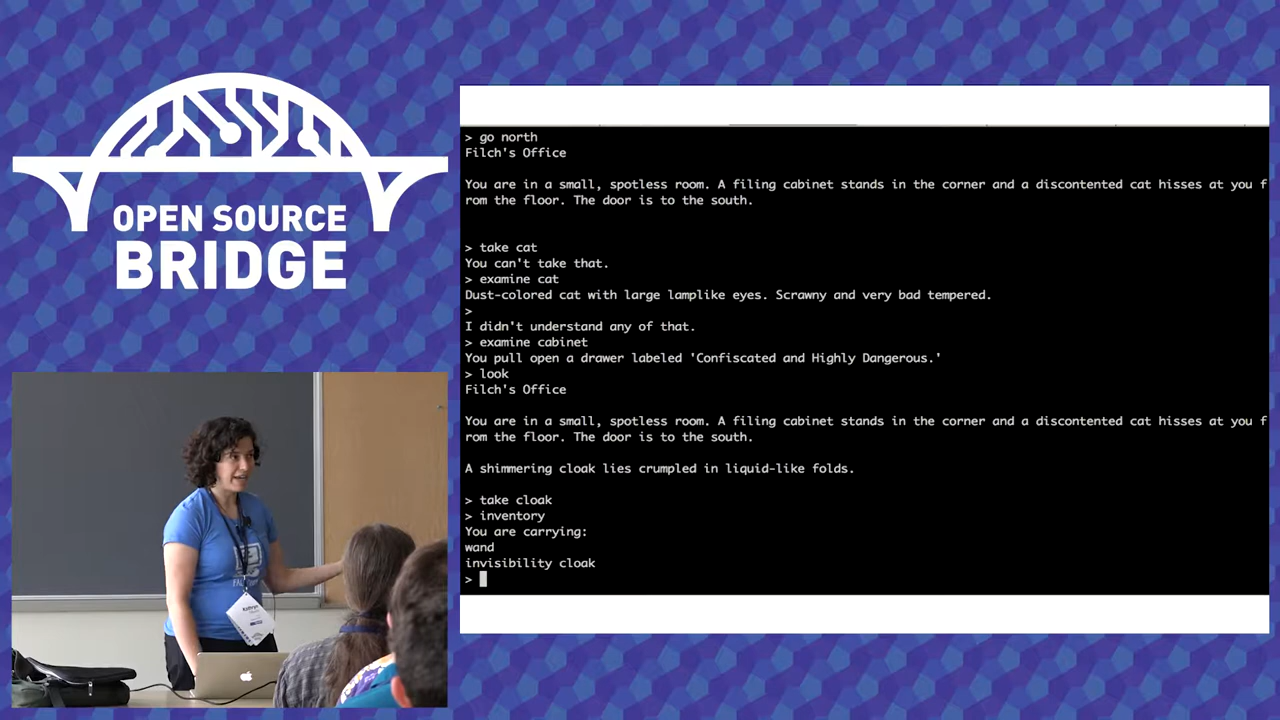 OPEN SOURCE
BRIDGE
> go north
Filch's Office
You are in a small, spotless room. A filing cabinet stands in the corner and a discontented cat hisses at you f
rom the floor. The door is to the south.
> take cat
You can't take that.
> examine cat
Dust-colored cat with large lamplike eyes. Scrawny and very bad tempered.
>
I didn't understand any of that.
> examine cabinet
You pull open a drawer labeled 'Confiscated and Highly Dangerous.'
> look
Filch's Office
You are in a small, spotless room. A filing cabinet stands in the corner and a discontented cat hisses at you f
rom the floor. The door is to the south.
A shimmering cloak lies crumpled in liquid-like folds.
> take cloak
> inventory
You are carrying:
wand
invisibility cloak
>
Kathryn